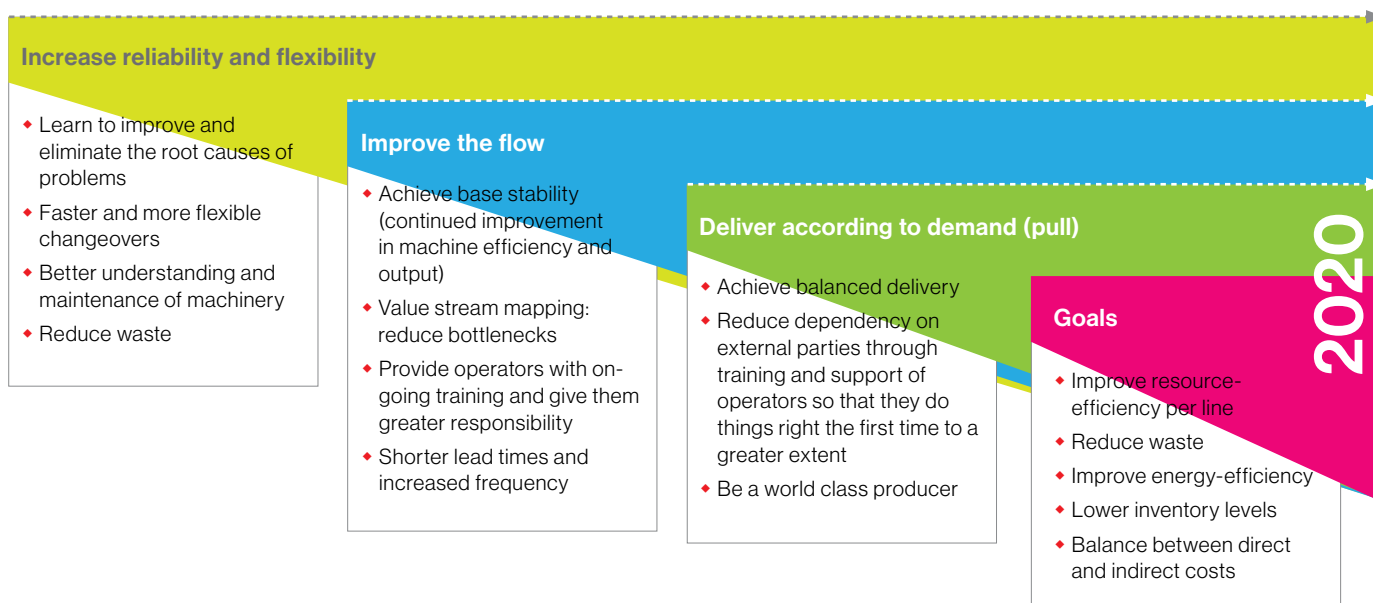 Increase reliability and flexibility
Learn to improve and
eliminate the root causes of
problems
Faster and more flexible
changeovers
Better understanding and
maintenance of machinery
Reduce waste
Improve the flow
Achieve base stability
(continued improvement
in machine efficiency and
output)
Value stream mapping:
reduce bottlenecks
Provide operators with on-
going training and give them
greater responsibility
Shorter lead times and
increased frequency
Deliver according to demand (pull)
Achieve balanced delivery
Reduce dependency on
external parties through
training and support of
operators so that they do
things right the first time to a
greater extent
Be a world class producer
Goals
Improve resource-
efficiency per line
Reduce waste
Improve energy-efficiency
Lower inventory levels
Balance between direct
and indirect costs
2020